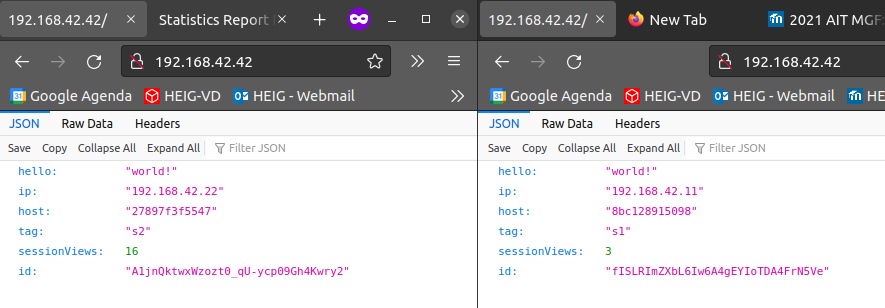 192.168.42.42/
Statistics Report
192.168.42.42
Google Agenda
HEIG-VD
HEIG - Webmail
JSON
Raw Data
Headers
Save
Copy
Collapse All
Expand All
Filter JSON
hello: "world!"
ip: "192.168.42.22"
host: "27897f3f5547"
tag: "s2"
sessionViews: 16
id: "A1jnQktwxWzozt0_qU-ycp09Gh4Kwry2"
192.168.42.42/
New Tab
2021 AIT MGF
192.168.42.42
Google Agenda
HEIG-VD
HEIG - Webmail
HE
JSON
Raw Data
Headers
Save
Copy
Collapse All
Expand All
Filter JSON
hello: "world!"
ip: "192.168.42.11"
host: "8bc128915098"
tag: "s1"
sessionViews: 3
id: "fISLRImZXbL6Iw6A4gEYIoTDA4FrN5Ve"